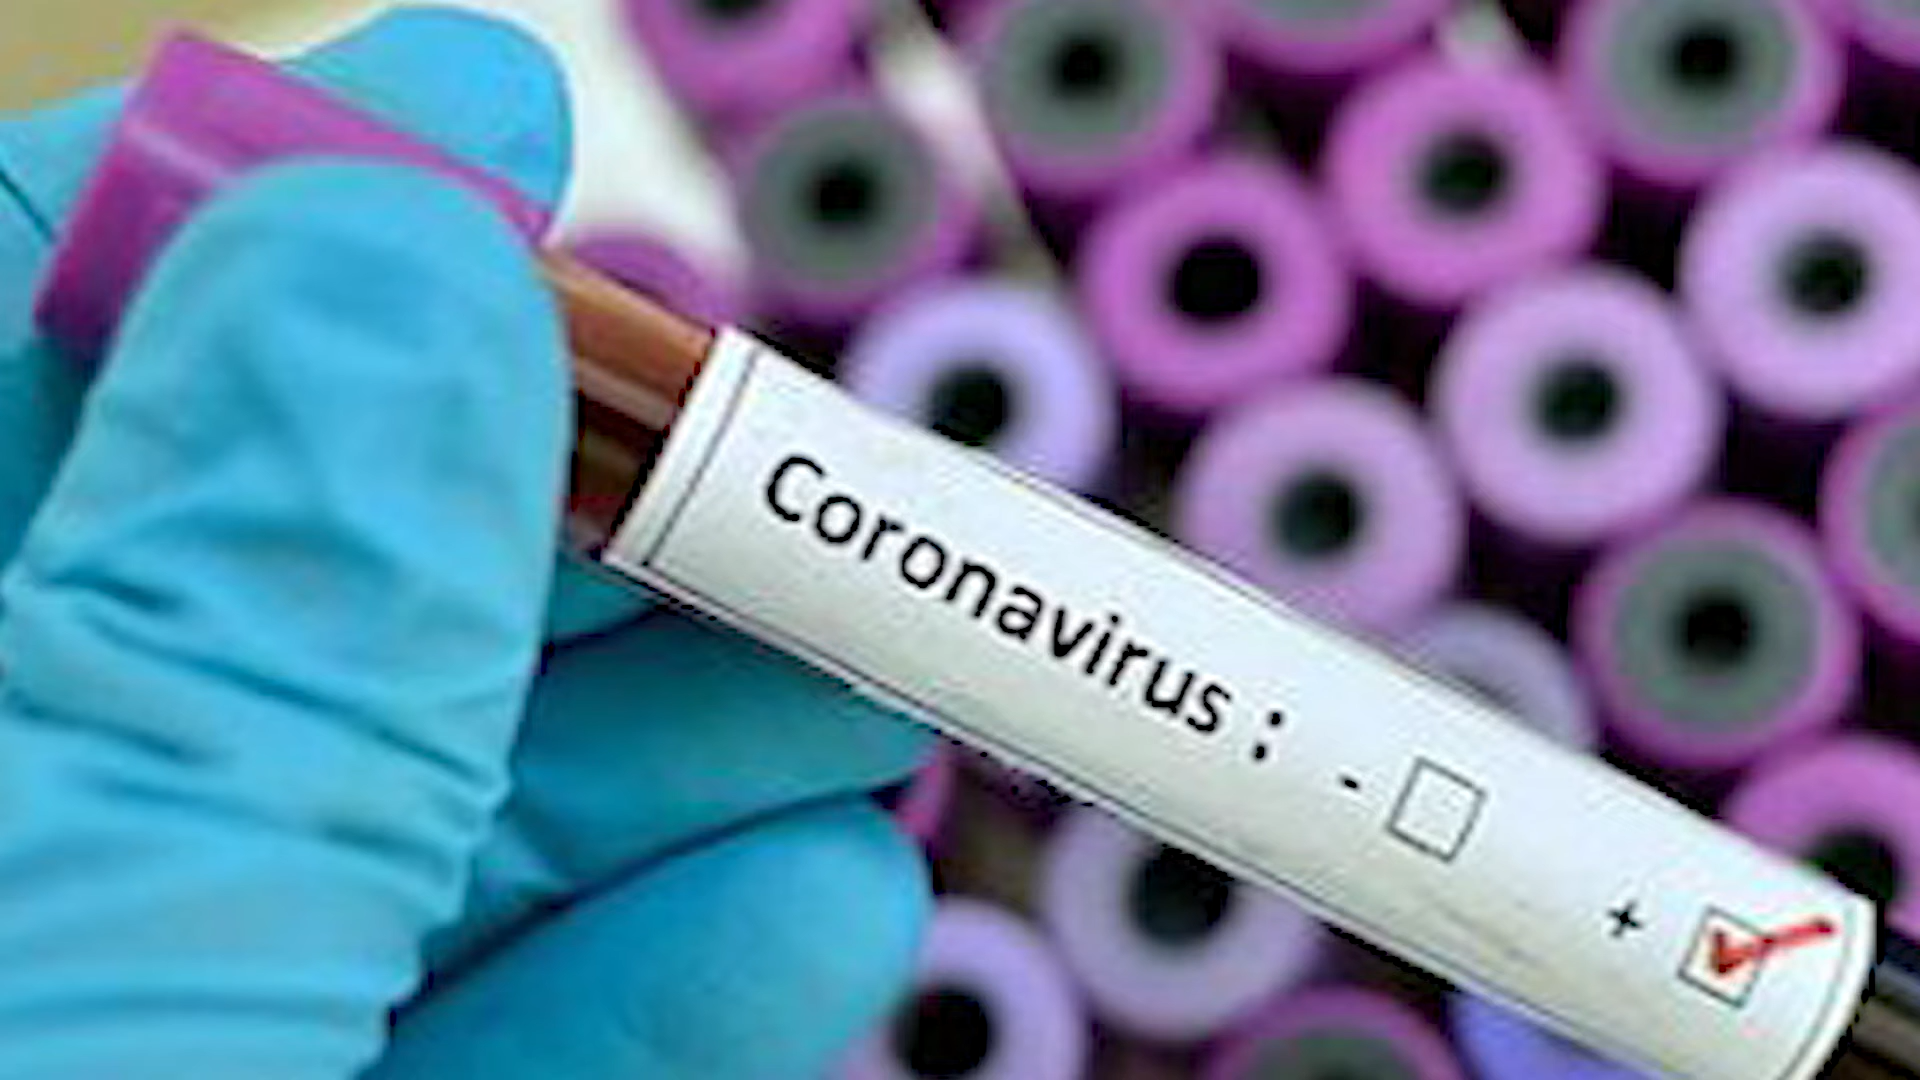 Coronavirus : - ☐ + ☑